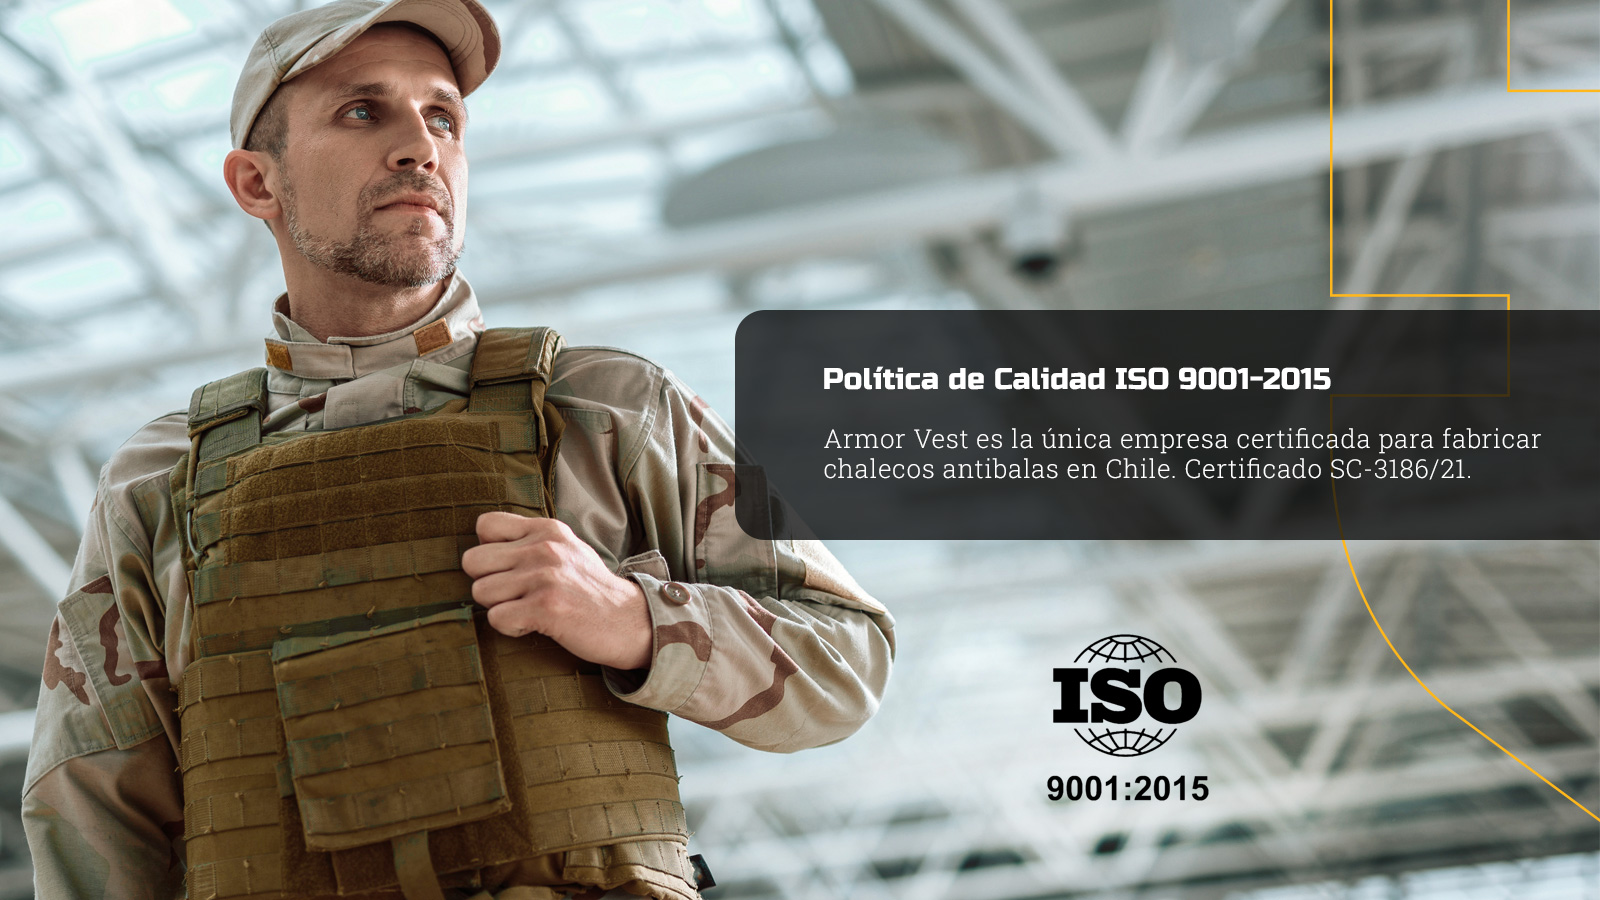 Política de Calidad ISO 9001-2015
Armor Vest es la única empresa certificada para fabricar
chalecos antibalas en Chile. Certificado SC-3186/21.
ISO
9001:2015